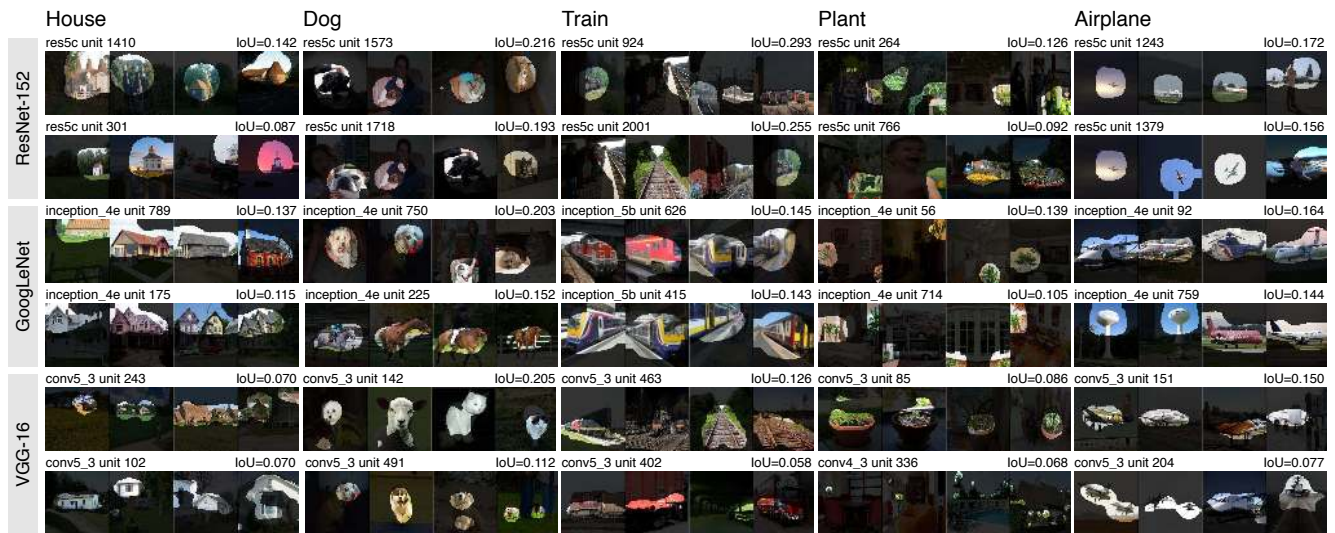 House Dog Train Plant Airplane
ResNet-152
res5c unit 1410 IoU=0.142 res5c unit 1573 IoU=0.216 res5c unit 924 IoU=0.293 res5c unit 264 IoU=0.126 res5c unit 1243 IoU=0.172
res5c unit 301 IoU=0.087 res5c unit 1718 IoU=0.193 res5c unit 2001 IoU=0.255 res5c unit 766 IoU=0.092 res5c unit 1379 IoU=0.156
GoogLeNet
inception_4e unit 789 IoU=0.137 inception_4e unit 750 IoU=0.203 inception_5b unit 626 IoU=0.145 inception_4e unit 56 IoU=0.139 inception_4e unit 92 IoU=0.164
inception_4e unit 175 IoU=0.115 inception_4e unit 225 IoU=0.152 inception_5b unit 415 IoU=0.143 inception_4e unit 714 IoU=0.105 inception_4e unit 759 IoU=0.144
VGG-16
conv5_3 unit 243 IoU=0.070 conv5_3 unit 142 IoU=0.205 conv5_3 unit 463 IoU=0.126 conv5_3 unit 85 IoU=0.086 conv5_3 unit 151 IoU=0.150
conv5_3 unit 102 IoU=0.070 conv5_3 unit 491 IoU=0.112 conv5_3 unit 402 IoU=0.058 conv4_3 unit 336 IoU=0.068 conv5_3 unit 204 IoU=0.077